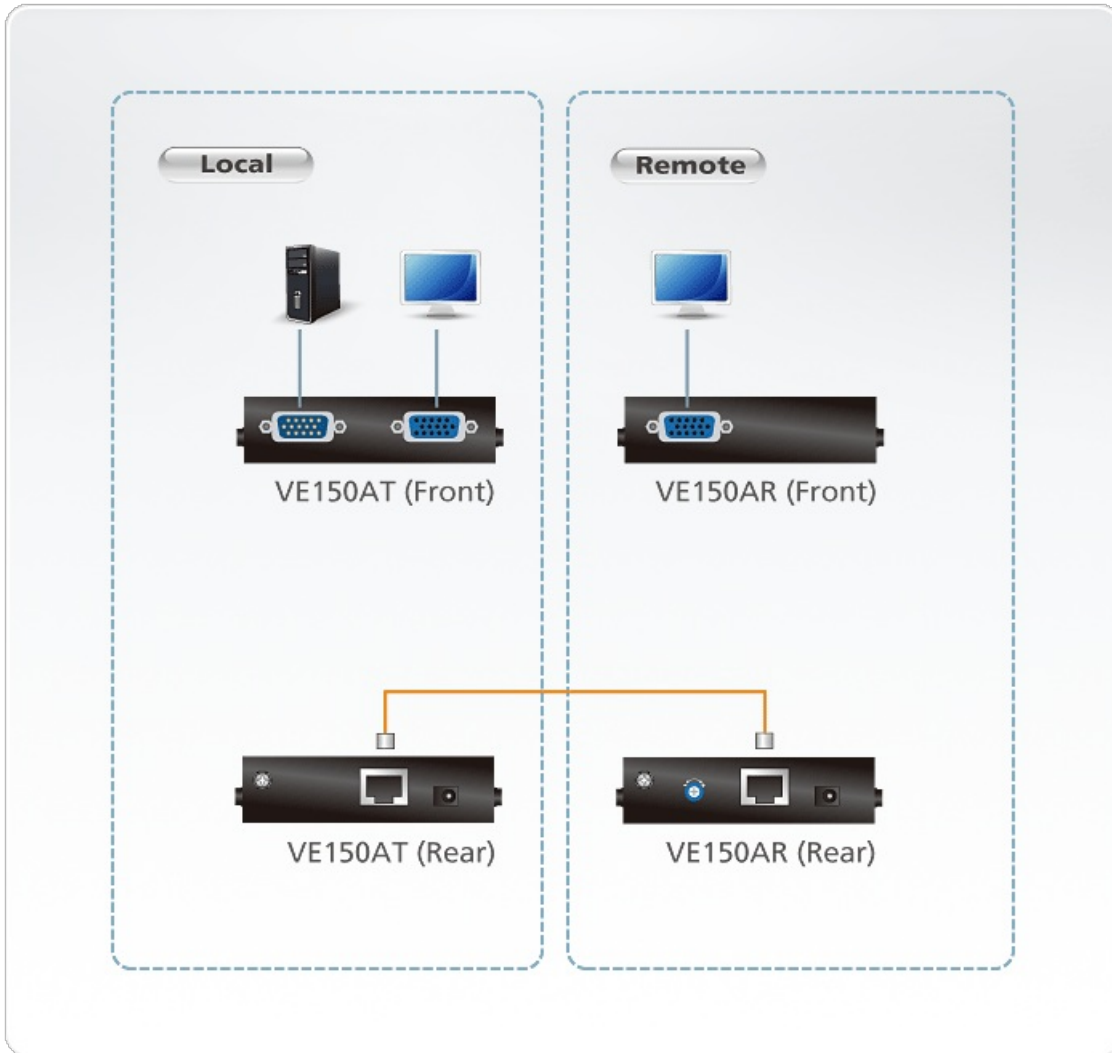 Local
Remote
VE150AT (Front)
VE150AR (Front)
VE150AT (Rear)
VE150AR (Rear)